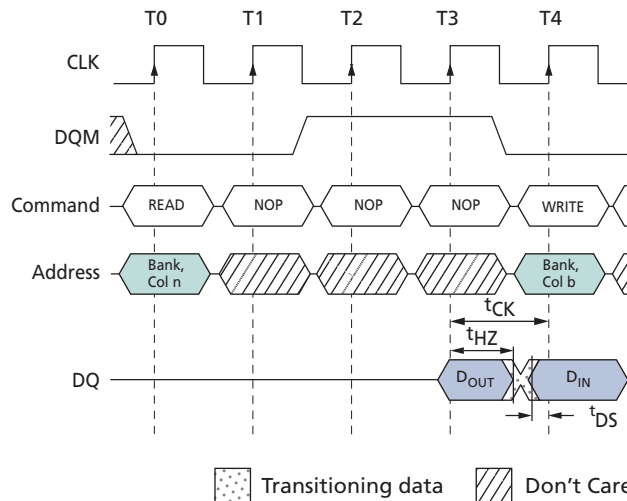 T0 T1 T2 T3 T4
CLK
DQM
Command READ NOP NOP NOP WRITE
Address Bank, Col n Bank, Col b
tCK
tHZ
DQ DOUT DIN
tDS
Transitioning data Don't Care